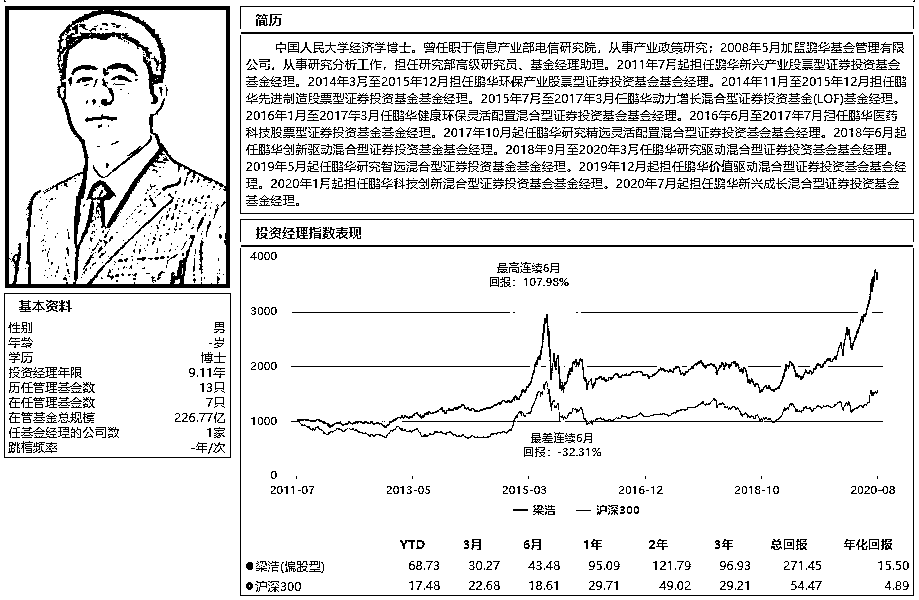 简历
中国人民大学经济学博士。曾任职于信息产业部电信研究院，从事产业政策研究；2008年5月加盟鹏华基金管理有限
公司，从事研究分析工作，担任研究部高级研究员、基金经理助理。2011年7月起担任鹏华新兴产业股票型证券投资基金
基金经理。2014年3月至2015年12月担任鹏华环保产业股票型证券投资基金基金经理。2014年11月至2015年12月担任鹏
华先进制造股票型证券投资基金基金经理。2015年7月至2017年3月任鹏华动力增长混合型证券投资基金(LOF)基金经理。
2016年1月至2017年3月任鹏华健康环保灵活配置混合型证券投资基金基金经理。2016年6月至2017年7月担任鹏华医药
科技股票型证券投资基金基金经理。2017年10月起任鹏华研究精选灵活配置混合型证券投资基金基金经理。2018年6月起
任鹏华创新驱动混合型证券投资基金基金经理。2018年9月至2020年3月任鹏华研究驱动混合型证券投资基金基金经理。
2019年5月起任鹏华研究智选混合型证券投资基金基金经理。2019年12月起担任鹏华价值驱动混合型证券投资基金基金经
理。2020年1月起担任鹏华科技创新混合型证券投资基金基金经理。2020年7月起担任鹏华新兴成长混合型证券投资基金
基金经理。
基本资料
性别 男
年龄 -岁
学历 博士
投资经理年限 9.11年
历任管理基金数 13只
在任管理基金数 7只
在管基金总规模 226.77亿
任基金经理的公司数 1家
跳槽频率 -年/次
投资经理指数表现
4000
3000
2000
1000
0
最高连续6月
回报：107.98%
最差连续6月
回报：-32.31%
2011-07 2013-05 2015-03 2016-12 2018-10 2020-08
梁浩 沪深300
YTD 3月 6月 1年 2年 3年 总回报 年化回报
梁浩(偏股型) 68.73 30.27 43.48 95.09 121.79 96.93 271.45 15.50
沪深300 17.48 22.68 18.61 29.71 49.02 29.21 54.47 4.89